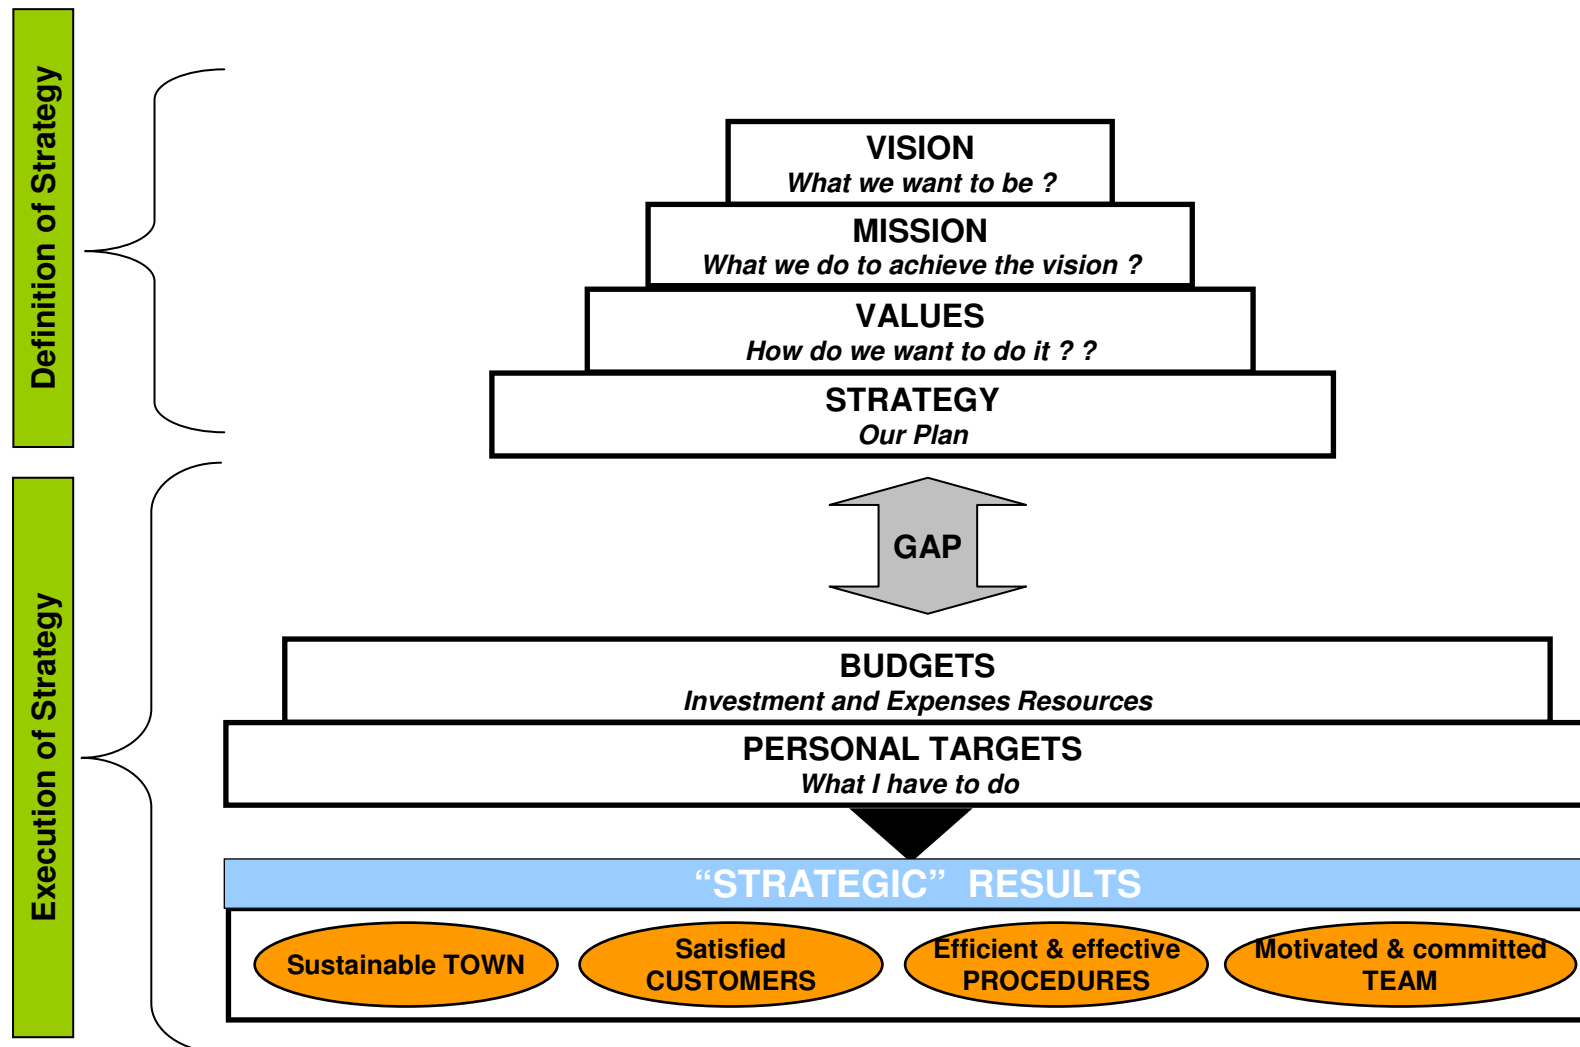 Definition of Strategy
VISION
What we want to be ?
MISSION
What we do to achieve the vision ?
VALUES
How do we want to do it ? ?
STRATEGY
Our Plan
GAP
Execution of Strategy
BUDGETS
Investment and Expenses Resources
PERSONAL TARGETS
What I have to do
“STRATEGIC” RESULTS
Sustainable TOWN
Satisfied
CUSTOMERS
Efficient & effective
PROCEDURES
Motivated & committed
TEAM